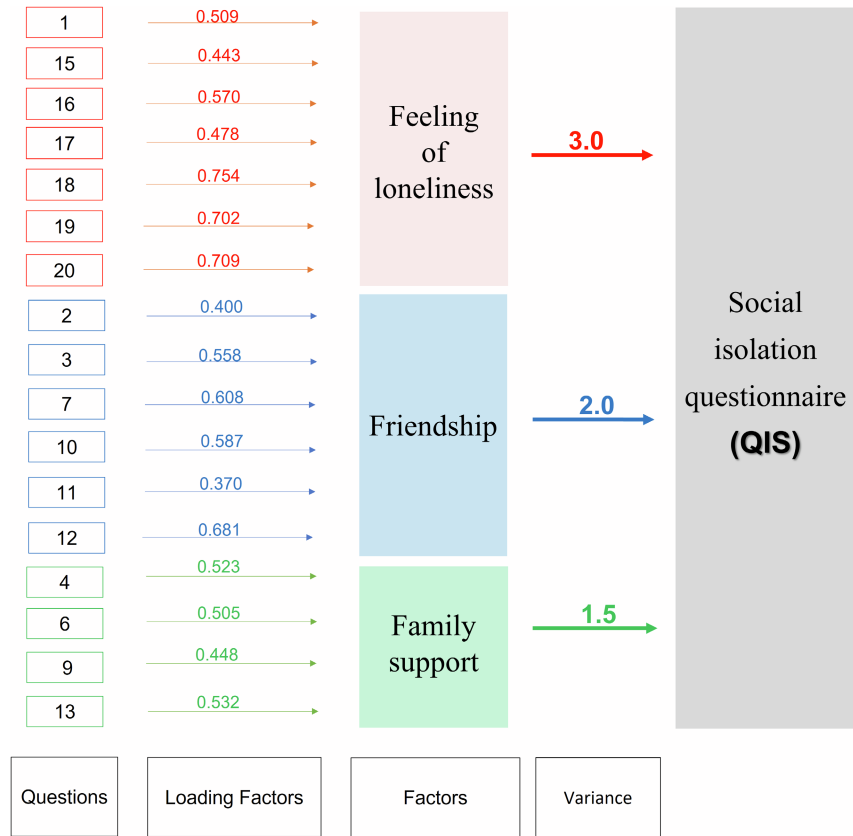 1
0.509
15
0.443
16
0.570
17
0.478
18
0.754
19
0.702
20
0.709
Feeling
of
loneliness
3.0
2
0.400
3
0.558
7
0.608
10
0.587
11
0.370
12
0.681
Friendship
2.0
4
0.523
6
0.505
9
0.448
13
0.532
Family
support
1.5
Social
isolation
questionnaire
(QIS)
Questions
Loading Factors
Factors
Variance